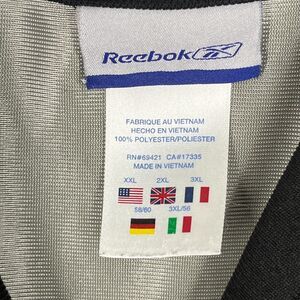 Reebok
FABRIQUE AU VIETNAM
HECHO EN VIETNAM
100% POLYESTER/POLIESTER
RN#69421 CA#17335
MADE IN VIETNAM
XXL 2XL 3XL
58/60 3XL/56